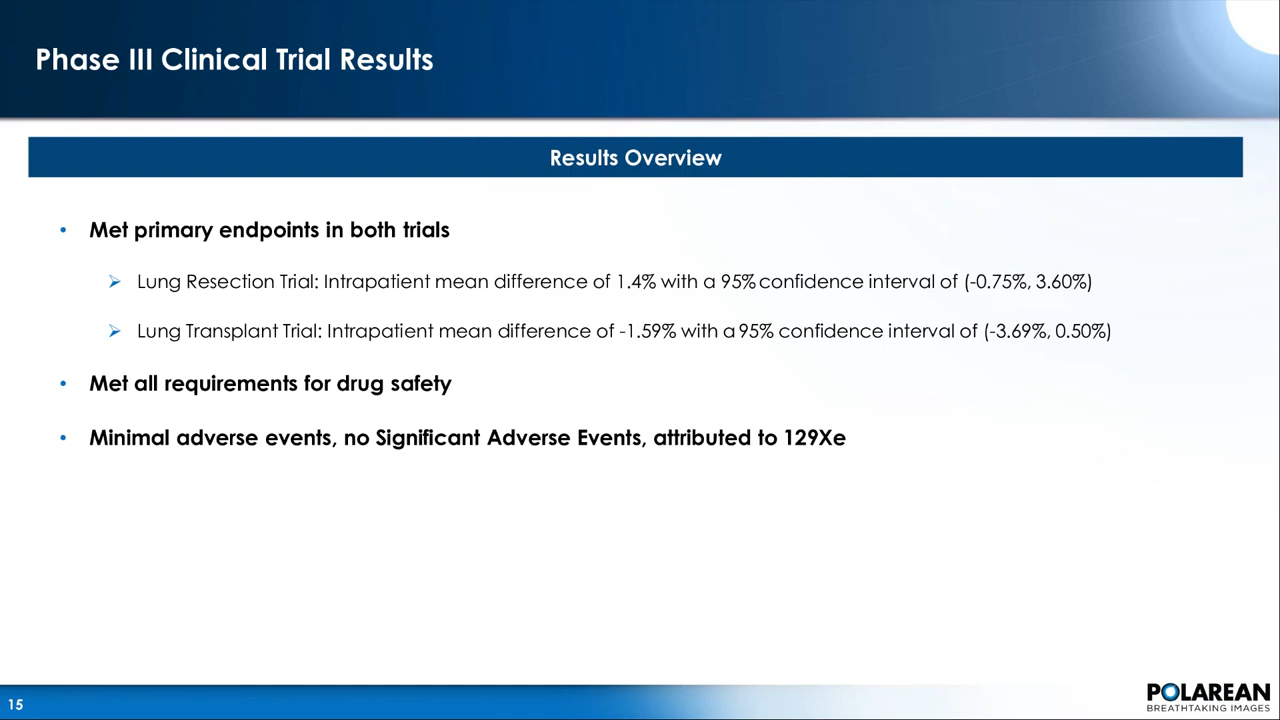 Phase III Clinical Trial Results
Results Overview
• Met primary endpoints in both trials
➢ Lung Resection Trial: Intrapatient mean difference of 1.4% with a 95% confidence interval of (-0.75%, 3.60%)
➢ Lung Transplant Trial: Intrapatient mean difference of -1.59% with a 95% confidence interval of (-3.69%, 0.50%)
• Met all requirements for drug safety
• Minimal adverse events, no Significant Adverse Events, attributed to 129Xe
15
POLAREAN
BREATHTAKING IMAGES